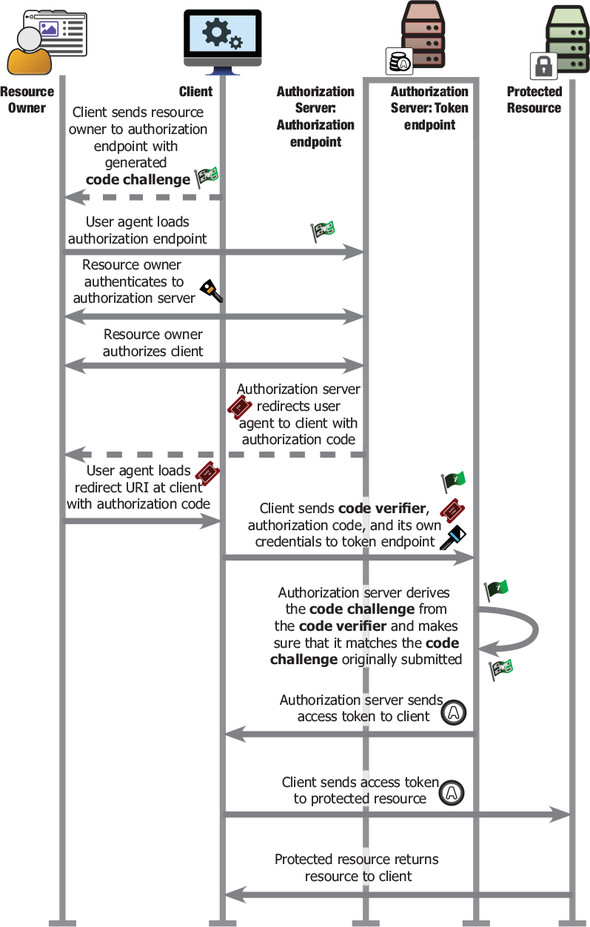 Resource
Owner
Client
Authorization
Server:
Authorization
endpoint
Authorization
Server: Token
endpoint
Protected
Resource
Client sends resource
owner to authorization
endpoint with
generated
code challenge
User agent loads
authorization endpoint
Resource owner
authenticates to
authorization server
Resource owner
authorizes client
Authorization server
redirects user
agent to client with
authorization code
User agent loads
redirect URI at client
with authorization code
Client sends code verifier,
authorization code, and its own
credentials to token endpoint
Authorization server derives
the code challenge from
the code verifier and makes
sure that it matches the code
challenge originally submitted
Authorization server sends
access token to client
A
Client sends access token
to protected resource
A
Protected resource returns
resource to client